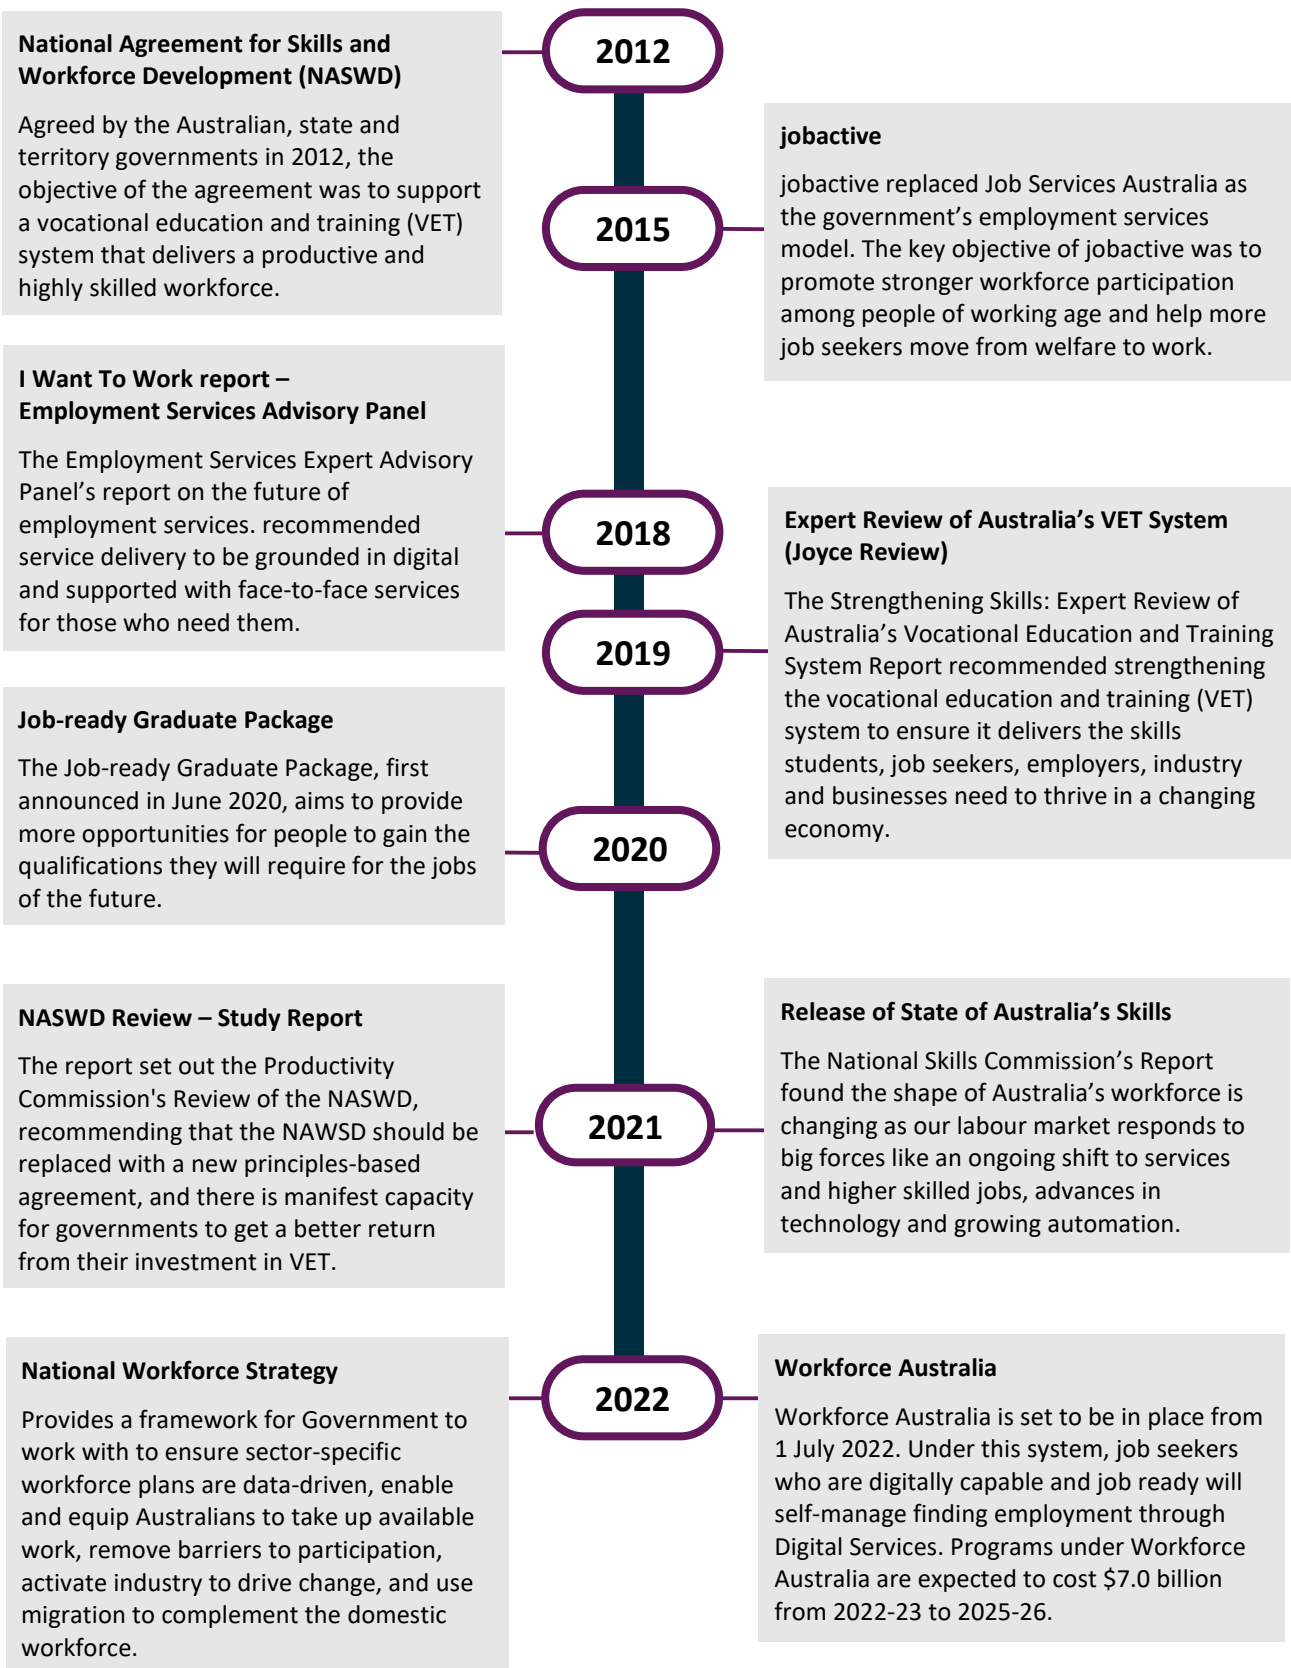 2012
National Agreement for Skills and
Workforce Development (NASWD)
Agreed by the Australian, state and
territory governments in 2012, the
objective of the agreement was to support
a vocational education and training (VET)
system that delivers a productive and
highly skilled workforce.
2015
jobactive
jobactive replaced Job Services Australia as
the government’s employment services
model. The key objective of jobactive was to
promote stronger workforce participation
among people of working age and help more
job seekers move from welfare to work.
2018
I Want To Work report –
Employment Services Advisory Panel
The Employment Services Expert Advisory
Panel’s report on the future of
employment services. recommended
service delivery to be grounded in digital
and supported with face-to-face services
for those who need them.
2019
Expert Review of Australia’s VET System
(Joyce Review)
The Strengthening Skills: Expert Review of
Australia’s Vocational Education and Training
System Report recommended strengthening
the vocational education and training (VET)
system to ensure it delivers the skills
students, job seekers, employers, industry
and businesses need to thrive in a changing
economy.
2020
Job-ready Graduate Package
The Job-ready Graduate Package, first
announced in June 2020, aims to provide
more opportunities for people to gain the
qualifications they will require for the jobs
of the future.
2021
NASWD Review – Study Report
The report set out the Productivity
Commission's Review of the NASWD,
recommending that the NAWSD should be
replaced with a new principles-based
agreement, and there is manifest capacity
for governments to get a better return
from their investment in VET.
Release of State of Australia’s Skills
The National Skills Commission’s Report
found the shape of Australia’s workforce is
changing as our labour market responds to
big forces like an ongoing shift to services
and higher skilled jobs, advances in
technology and growing automation.
2022
National Workforce Strategy
Provides a framework for Government to
work with to ensure sector-specific
workforce plans are data-driven, enable
and equip Australians to take up available
work, remove barriers to participation,
activate industry to drive change, and use
migration to complement the domestic
workforce.
Workforce Australia
Workforce Australia is set to be in place from
1 July 2022. Under this system, job seekers
who are digitally capable and job ready will
self-manage finding employment through
Digital Services. Programs under Workforce
Australia are expected to cost $7.0 billion
from 2022-23 to 2025-26.